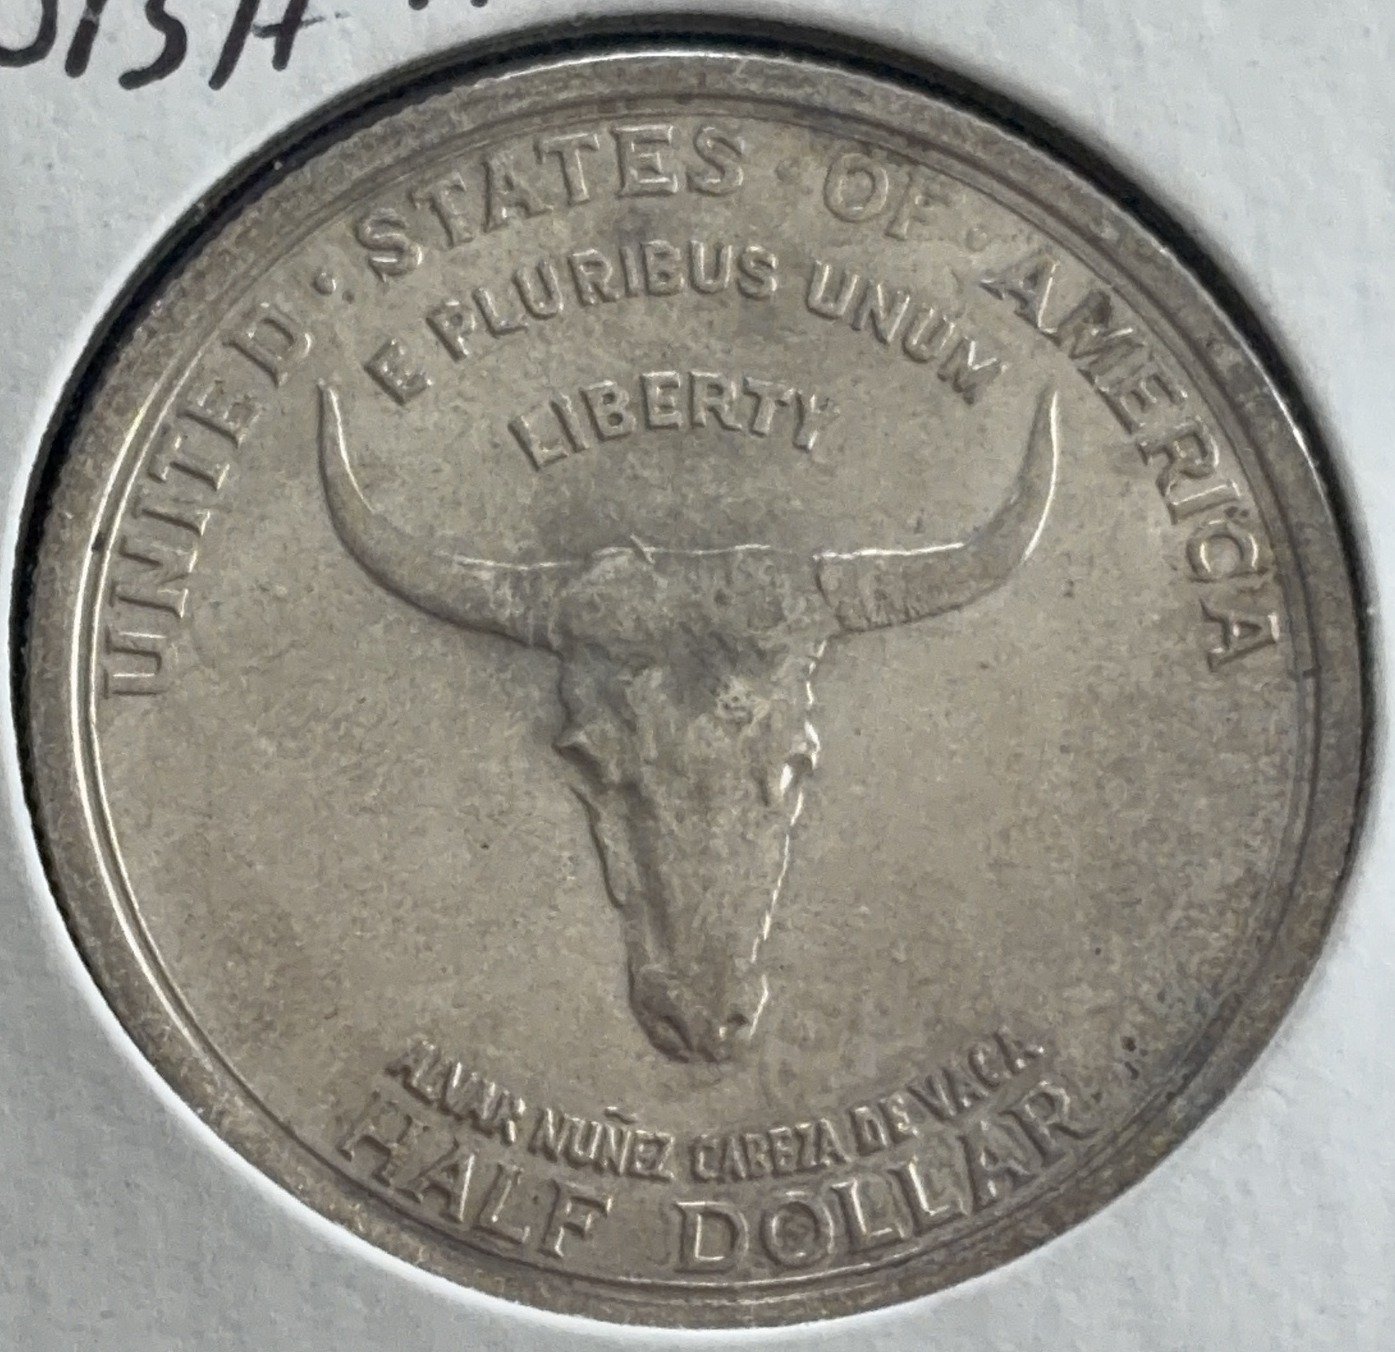 UNITED · STATES · OF · AMERICA
E PLURIBUS UNUM
LIBERTY
ALVAR NUÑEZ CABEZA DE VACA
HALF DOLLAR